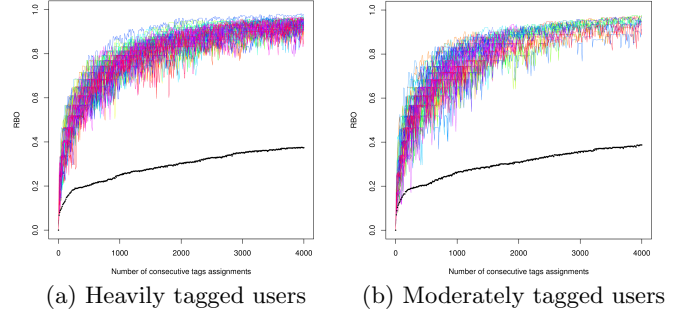 1.0
0.8
0.6
0.4
0.2
0.0
RBO
0 1000 2000 3000 4000
Number of consecutive tags assignments
(a) Heavily tagged users
1.0
0.8
0.6
0.4
0.2
0.0
RBO
0 1000 2000 3000 4000
Number of consecutive tags assignments
(b) Moderately tagged users